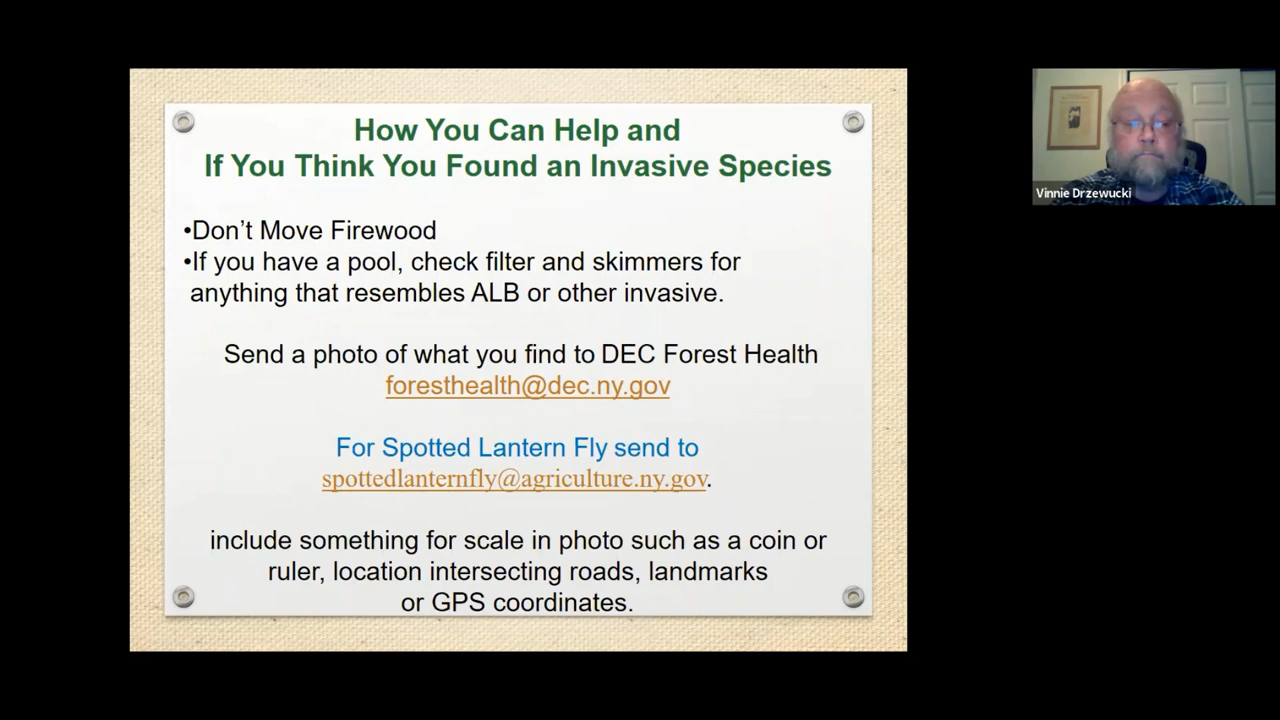 How You Can Help and
If You Think You Found an Invasive Species
•Don’t Move Firewood
•If you have a pool, check filter and skimmers for
anything that resembles ALB or other invasive.
Send a photo of what you find to DEC Forest Health
foresthealth@dec.ny.gov
For Spotted Lantern Fly send to
spottedlanternfly@agriculture.ny.gov.
include something for scale in photo such as a coin or
ruler, location intersecting roads, landmarks
or GPS coordinates.
Vinnie Drzewucki